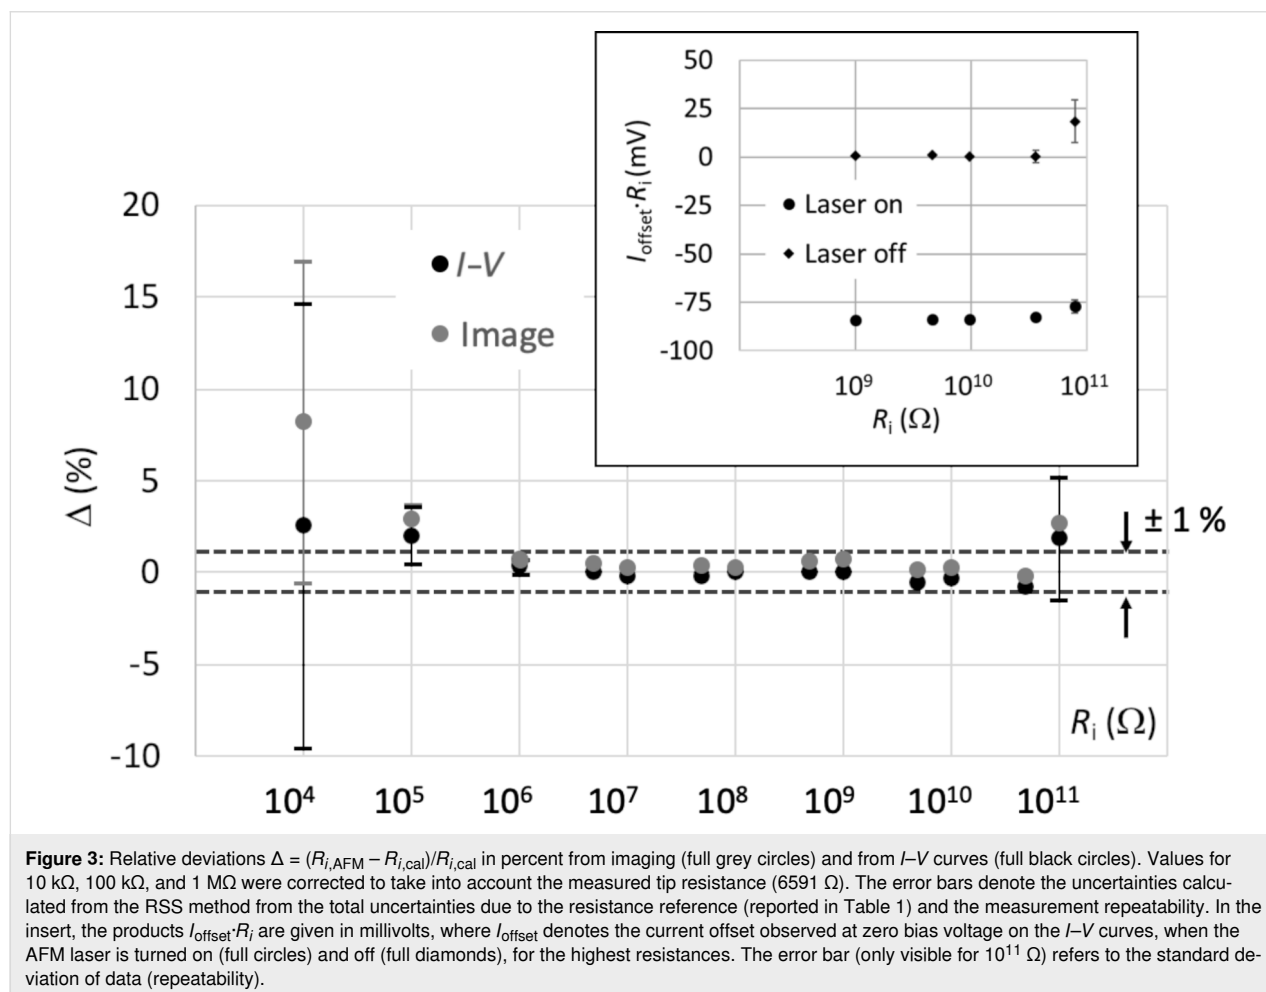 50
25
0
-25
-50
-75
-100
I_offset·R_i (mV)
Laser on
Laser off
10⁹ 10¹⁰ 10¹¹
R_i (Ω)
20
15
10
5
0
-5
-10
Δ (%)
I–V
Image
± 1 %
R_i (Ω)
10⁴ 10⁵ 10⁶ 10⁷ 10⁸ 10⁹ 10¹⁰ 10¹¹
Figure 3: Relative deviations Δ = (R_i,AFM – R_i,cal)/R_i,cal in percent from imaging (full grey circles) and from I–V curves (full black circles). Values for
10 kΩ, 100 kΩ, and 1 MΩ were corrected to take into account the measured tip resistance (6591 Ω). The error bars denote the uncertainties calcu-
lated from the RSS method from the total uncertainties due to the resistance reference (reported in Table 1) and the measurement repeatability. In the
insert, the products I_offset·R_i are given in millivolts, where I_offset denotes the current offset observed at zero bias voltage on the I–V curves, when the
AFM laser is turned on (full circles) and off (full diamonds), for the highest resistances. The error bar (only visible for 10¹¹ Ω) refers to the standard de-
viation of data (repeatability).